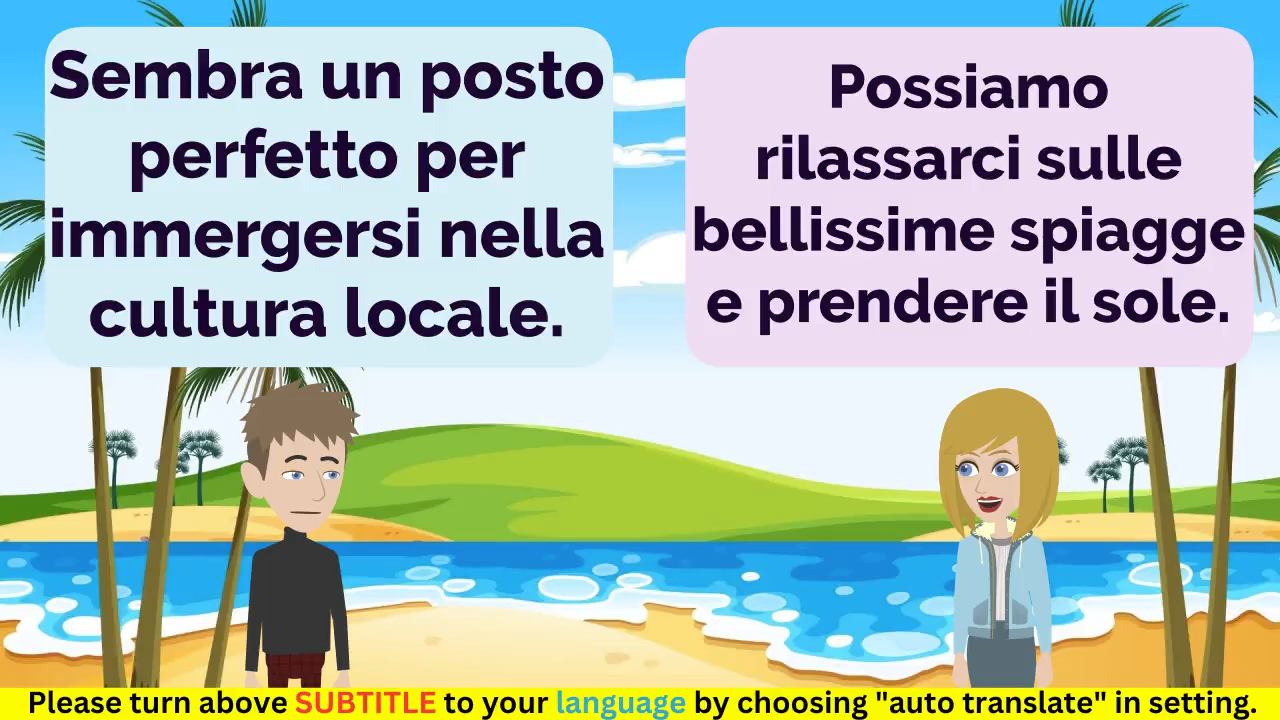 Sembra un posto
perfetto per
immergersi nella
cultura locale.
Possiamo
rilassarci sulle
bellissime spiagge
e prendere il sole.
Please turn above SUBTITLE to your language by choosing "auto translate" in setting.